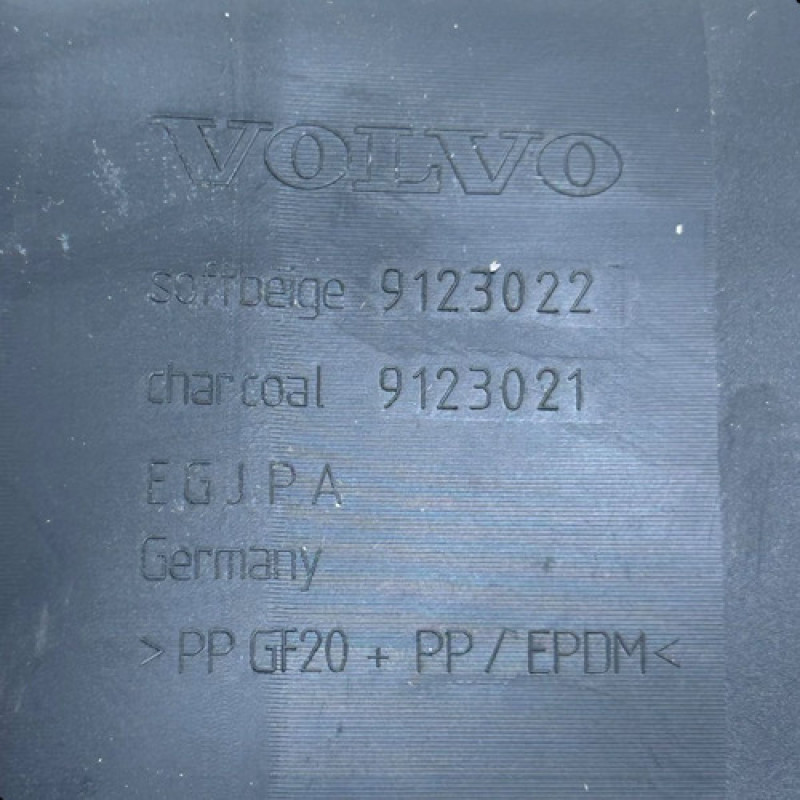 VOLVO
softbeige 9123022
charcoal 9123021
E G J P A
Germany
>PP GF20 + PP / EPDM<